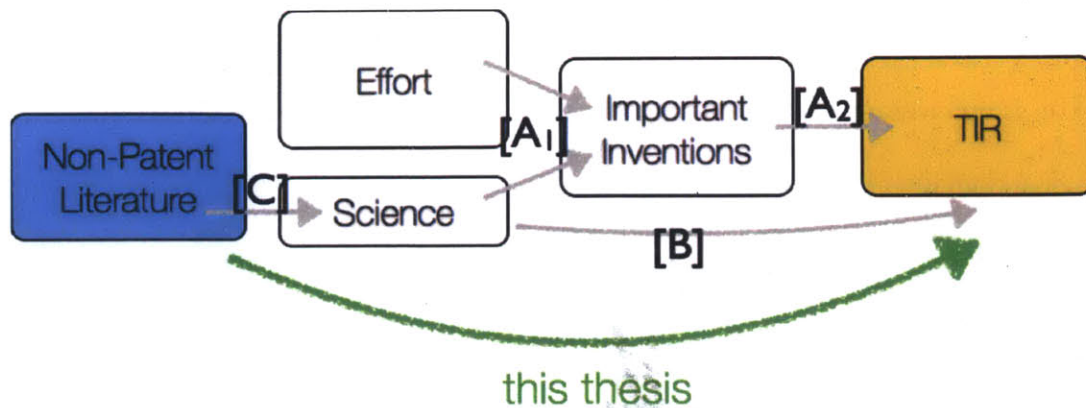 Effort
[A₁]
Important
Inventions
[A₂]
TIR
Non-Patent
Literature
[C]
Science
[B]
this thesis